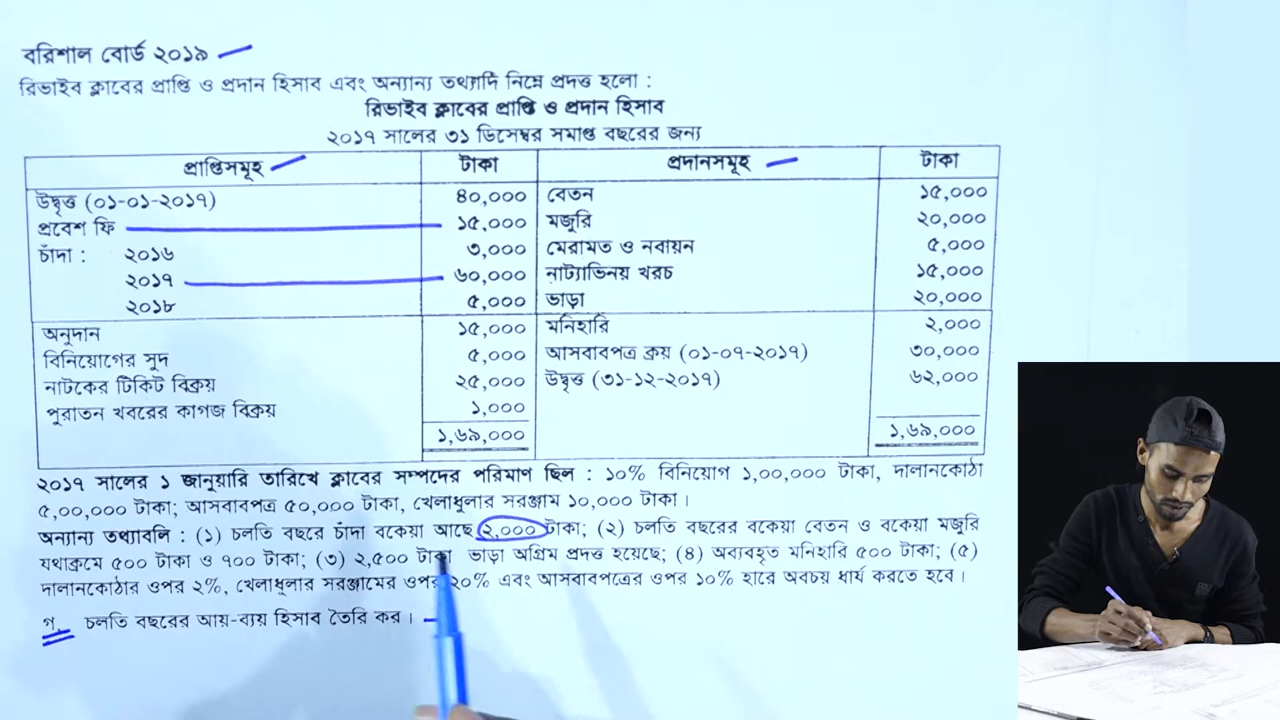 বরিশাল বোর্ড ২০১৯
রিভাইব ক্লাবের প্রাপ্তি ও প্রদান হিসাব এবং অন্যান্য তথ্যাদি নিম্নে প্রদত্ত হলো :
রিভাইব ক্লাবের প্রাপ্তি ও প্রদান হিসাব
২০১৭ সালের ৩১ ডিসেম্বর সমাপ্ত বছরের জন্য
প্রাপ্তিসমূহ টাকা প্রদানসমূহ টাকা
উদ্বৃত্ত (০১-০১-২০১৭) ৪০,০০০ বেতন ১৫,০০০
প্রবেশ ফি ১৫,০০০ মজুরি ২০,০০০
চাঁদা : ২০১৬ ৩,০০০ মেরামত ও নবায়ন ৫,০০০
২০১৭ ৬০,০০০ নাট্যাভিনয় খরচ ১৫,০০০
২০১৮ ৫,০০০ ভাড়া ২০,০০০
অনুদান ১৫,০০০ মনিহারি ২,০০০
বিনিয়োগের সুদ ৫,০০০ আসবাবপত্র ক্রয় (০১-০৭-২০১৭) ৩০,০০০
নাটকের টিকিট বিক্রয় ২৫,০০০ উদ্বৃত্ত (৩১-১২-২০১৭) ৬২,০০০
পুরাতন খবরের কাগজ বিক্রয় ১,০০০
১,৬৯,০০০ ১,৬৯,০০০
২০১৭ সালের ১ জানুয়ারি তারিখে ক্লাবের সম্পদের পরিমাণ ছিল : ১০% বিনিয়োগ ১,০০,০০০ টাকা, দালানকোঠা
৫,০০,০০০ টাকা; আসবাবপত্র ৫০,০০০ টাকা, খেলাধুলার সরঞ্জাম ১০,০০০ টাকা।
অন্যান্য তথ্যাবলি : (১) চলতি বছরে চাঁদা বকেয়া আছে ২,০০০ টাকা; (২) চলতি বছরের বকেয়া বেতন ও বকেয়া মজুরি
যথাক্রমে ৫০০ টাকা ও ৭০০ টাকা; (৩) ২,৫০০ টাকা ভাড়া অগ্রিম প্রদত্ত হয়েছে; (৪) অব্যবহৃত মনিহারি ৫০০ টাকা; (৫)
দালানকোঠার ওপর ২%, খেলাধুলার সরঞ্জামের ওপর ২০% এবং আসবাবপত্রের ওপর ১০% হারে অবচয় ধার্য করতে হবে।
গ. চলতি বছরের আয়-ব্যয় হিসাব তৈরি কর।